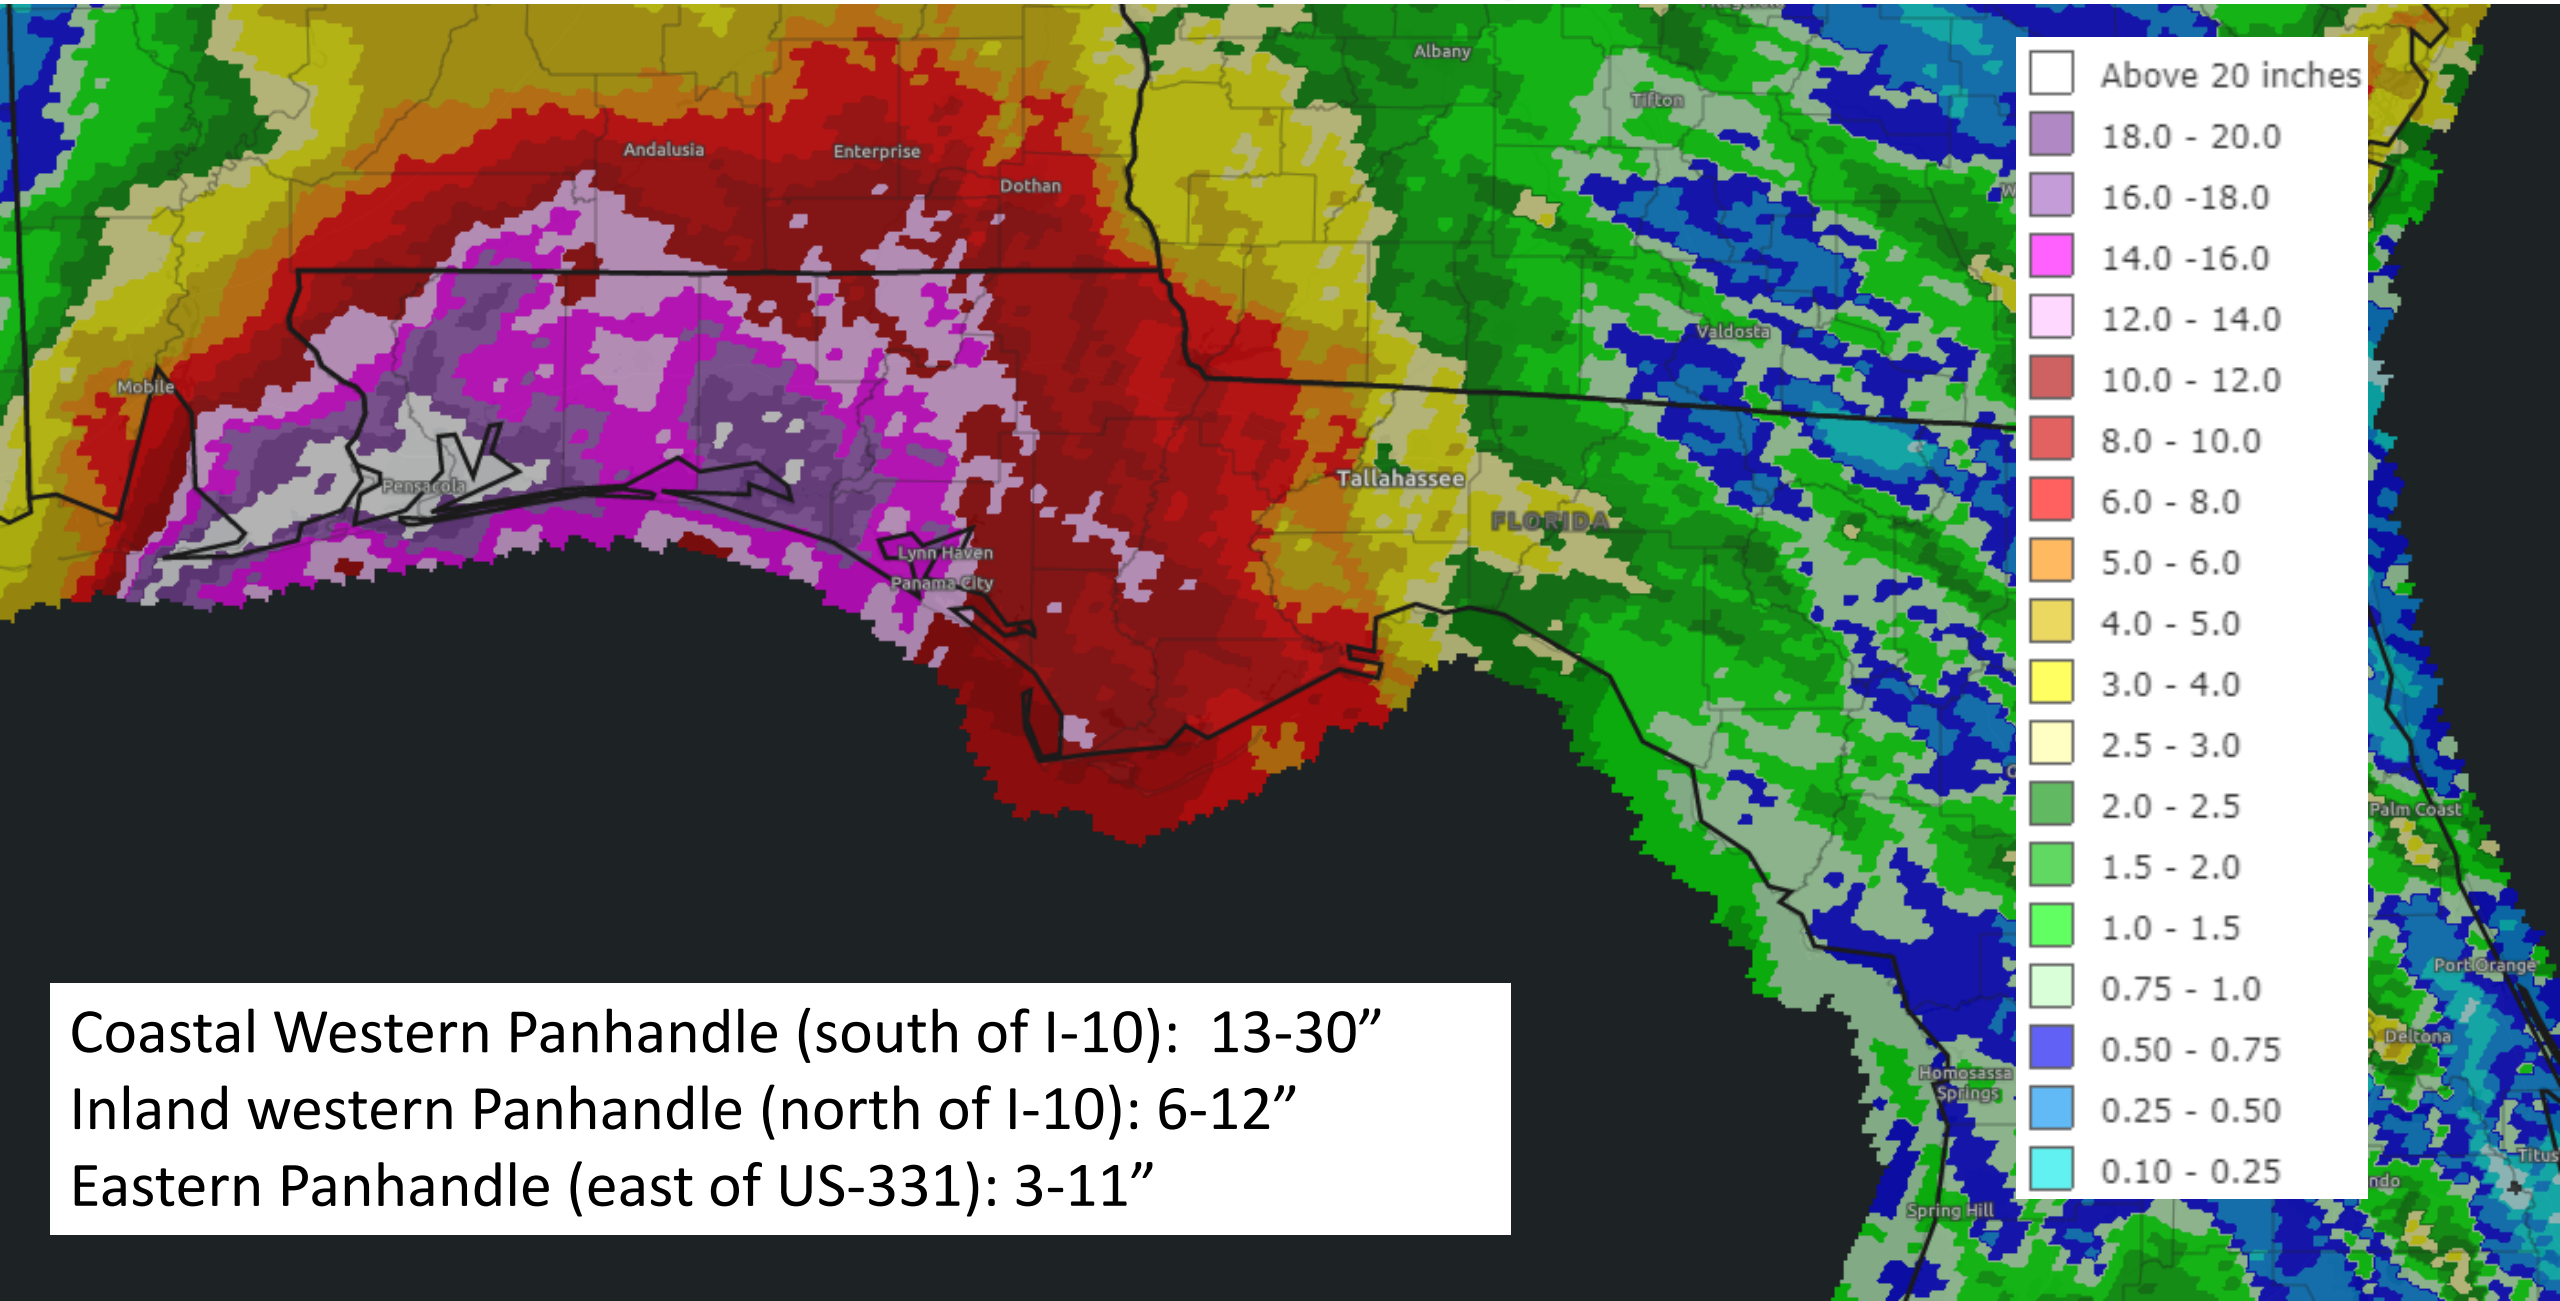 Albany
Tifton
Andalusia
Enterprise
Dothan
Valdosta
Mobile
Tallahassee
Pensacola
FLORIDA
Lynn Haven
Panama City
Palm Coast
Port Orange
Deltona
Homosassa
Springs
Spring Hill
Above 20 inches
18.0 - 20.0
16.0 -18.0
14.0 -16.0
12.0 - 14.0
10.0 - 12.0
8.0 - 10.0
6.0 - 8.0
5.0 - 6.0
4.0 - 5.0
3.0 - 4.0
2.5 - 3.0
2.0 - 2.5
1.5 - 2.0
1.0 - 1.5
0.75 - 1.0
0.50 - 0.75
0.25 - 0.50
0.10 - 0.25
Coastal Western Panhandle (south of I-10):  13-30”
Inland western Panhandle (north of I-10): 6-12”
Eastern Panhandle (east of US-331): 3-11”